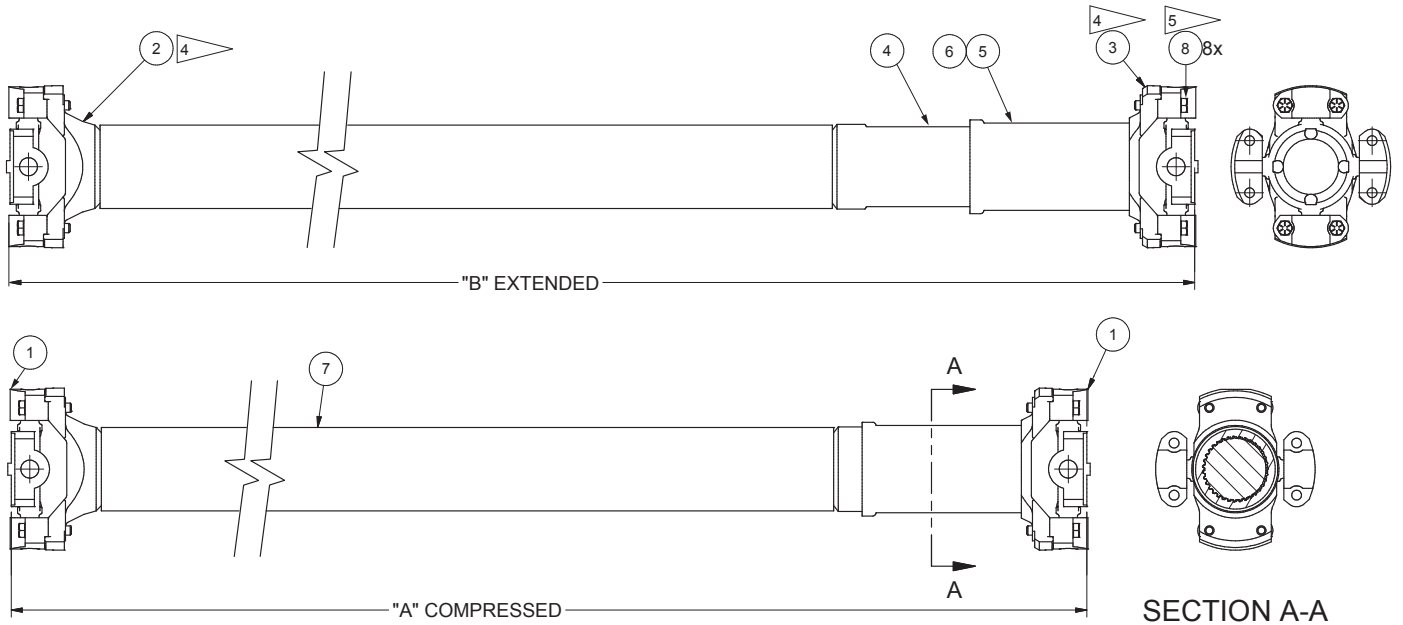 4 5
2 4 4 6 5 3 8 8x
"B" EXTENDED
1 1
7 A
A
"A" COMPRESSED SECTION A-A